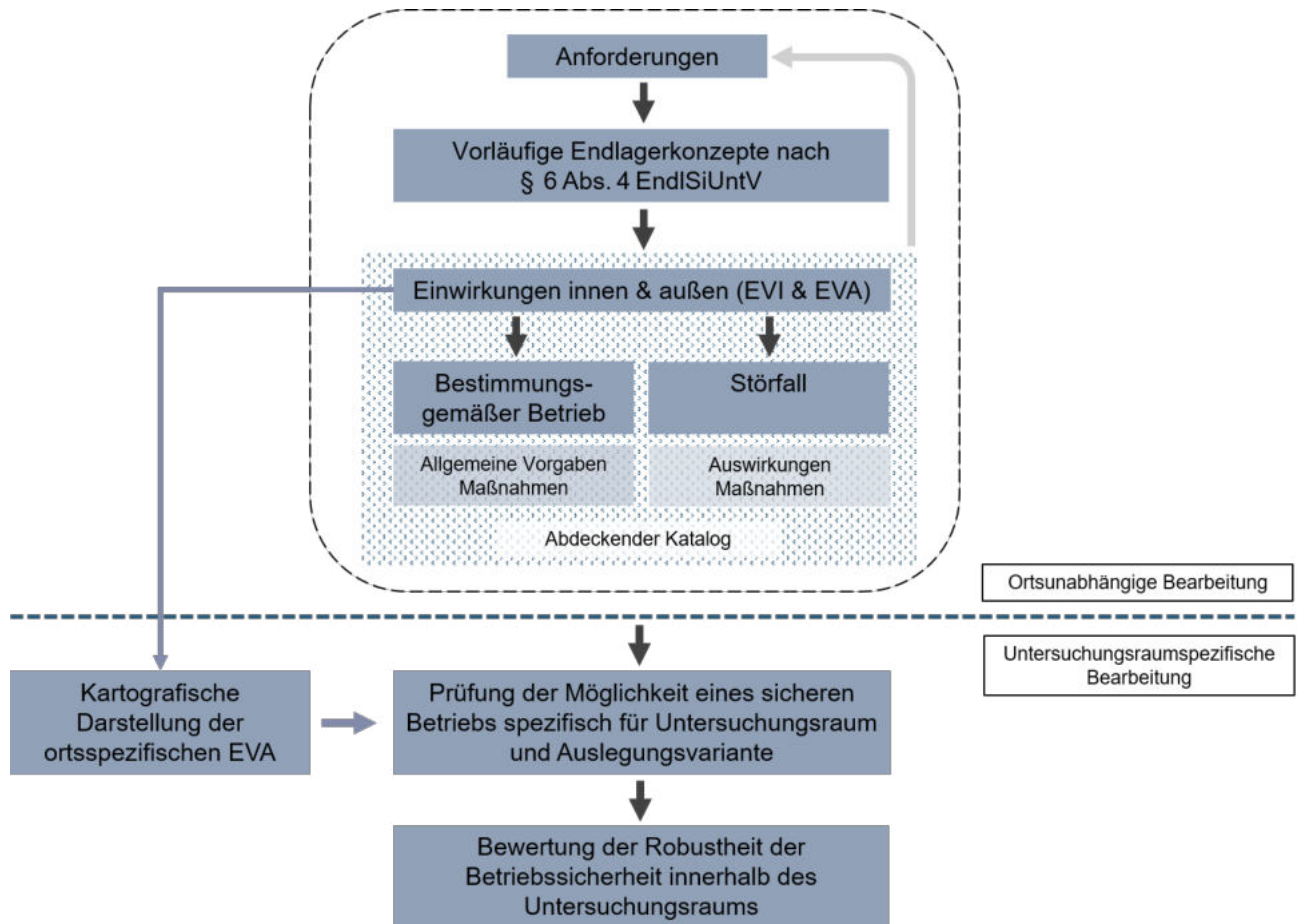 Anforderungen
Vorläufige Endlagerkonzepte nach
§ 6 Abs. 4 EndlSiUntV
Einwirkungen innen & außen (EVI & EVA)
Bestimmungs-
gemäßer Betrieb
Störfall
Allgemeine Vorgaben
Maßnahmen
Auswirkungen
Maßnahmen
Abdeckender Katalog
Ortsunabhängige Bearbeitung
Untersuchungsraumspezifische
Bearbeitung
Kartografische
Darstellung der
ortsspezifischen EVA
Prüfung der Möglichkeit eines sicheren
Betriebs spezifisch für Untersuchungsraum
und Auslegungsvariante
Bewertung der Robustheit der
Betriebssicherheit innerhalb des
Untersuchungsraums